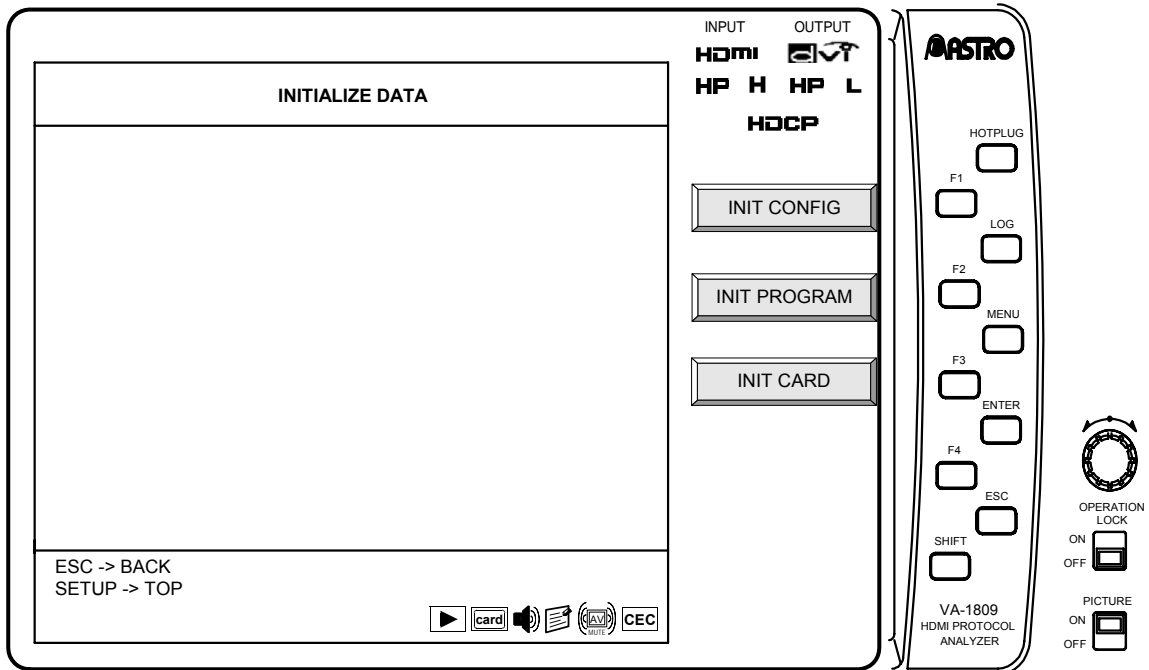 INPUT OUTPUT
HDMI DVI
HP H HP L
HDCP
INITIALIZE DATA
INIT CONFIG
INIT PROGRAM
INIT CARD
ESC -> BACK
SETUP -> TOP
card
AV
MUTE
CEC
ASTRO
HOTPLUG
F1
LOG
F2
MENU
F3
ENTER
F4
ESC
SHIFT
VA-1809
HDMI PROTOCOL
ANALYZER
OPERATION
LOCK
ON
OFF
PICTURE
ON
OFF